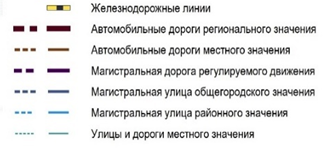 Железнодорожные линии
Автомобильные дороги регионального значения
Автомобильные дороги местного значения
Магистральная дорога регулируемого движения
Магистральная улица общегородского значения
Магистральная улица районного значения
Улицы и дороги местного значения